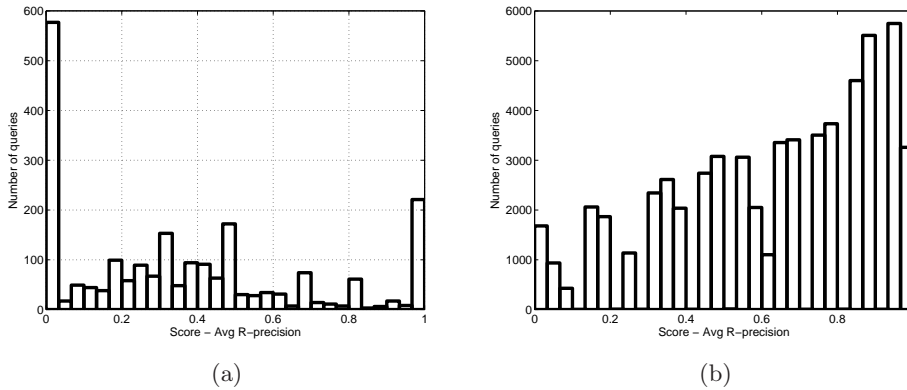 600
500
400
300
200
100
0
Number of queries
0 0.2 0.4 0.6 0.8 1
Score − Avg R−precision
(a)
6000
5000
4000
3000
2000
1000
0
Number of queries
0 0.2 0.4 0.6 0.8
Score − Avg R−precision
(b)